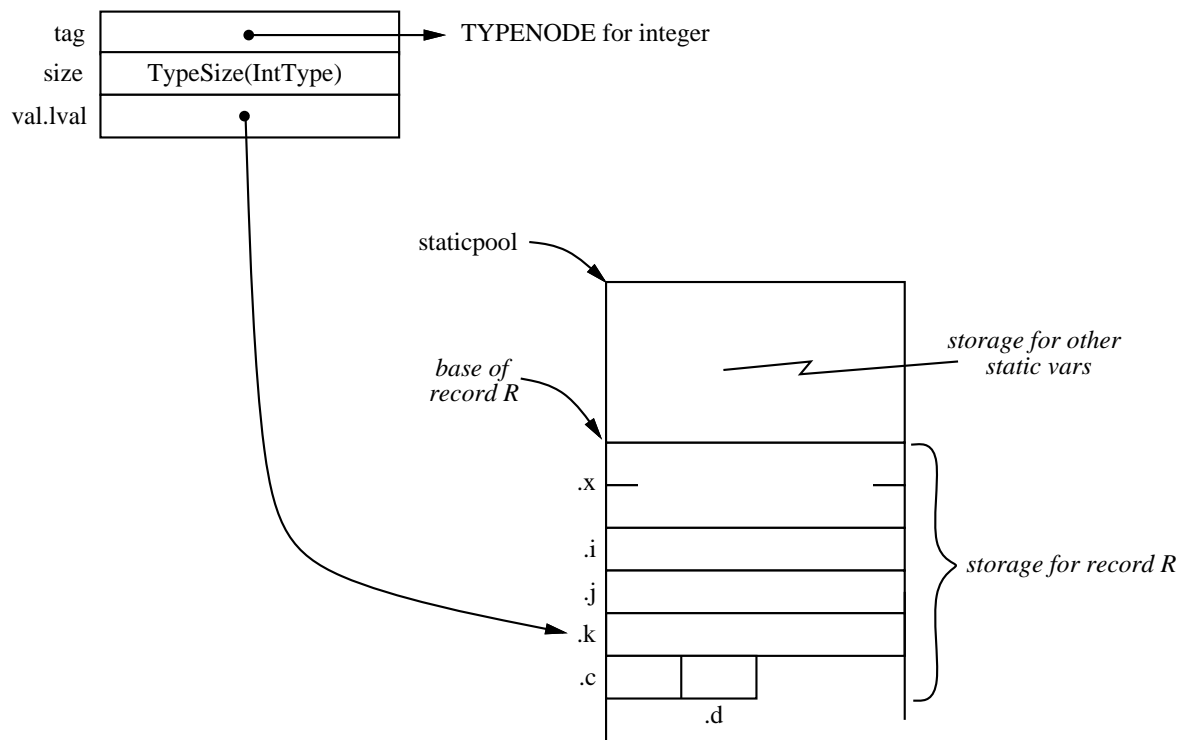 tag
TYPENODE for integer
size
TypeSize(IntType)
val.lval
staticpool
storage for other
static vars
base of
record R
.x
.i
storage for record R
.j
.k
.c
.d